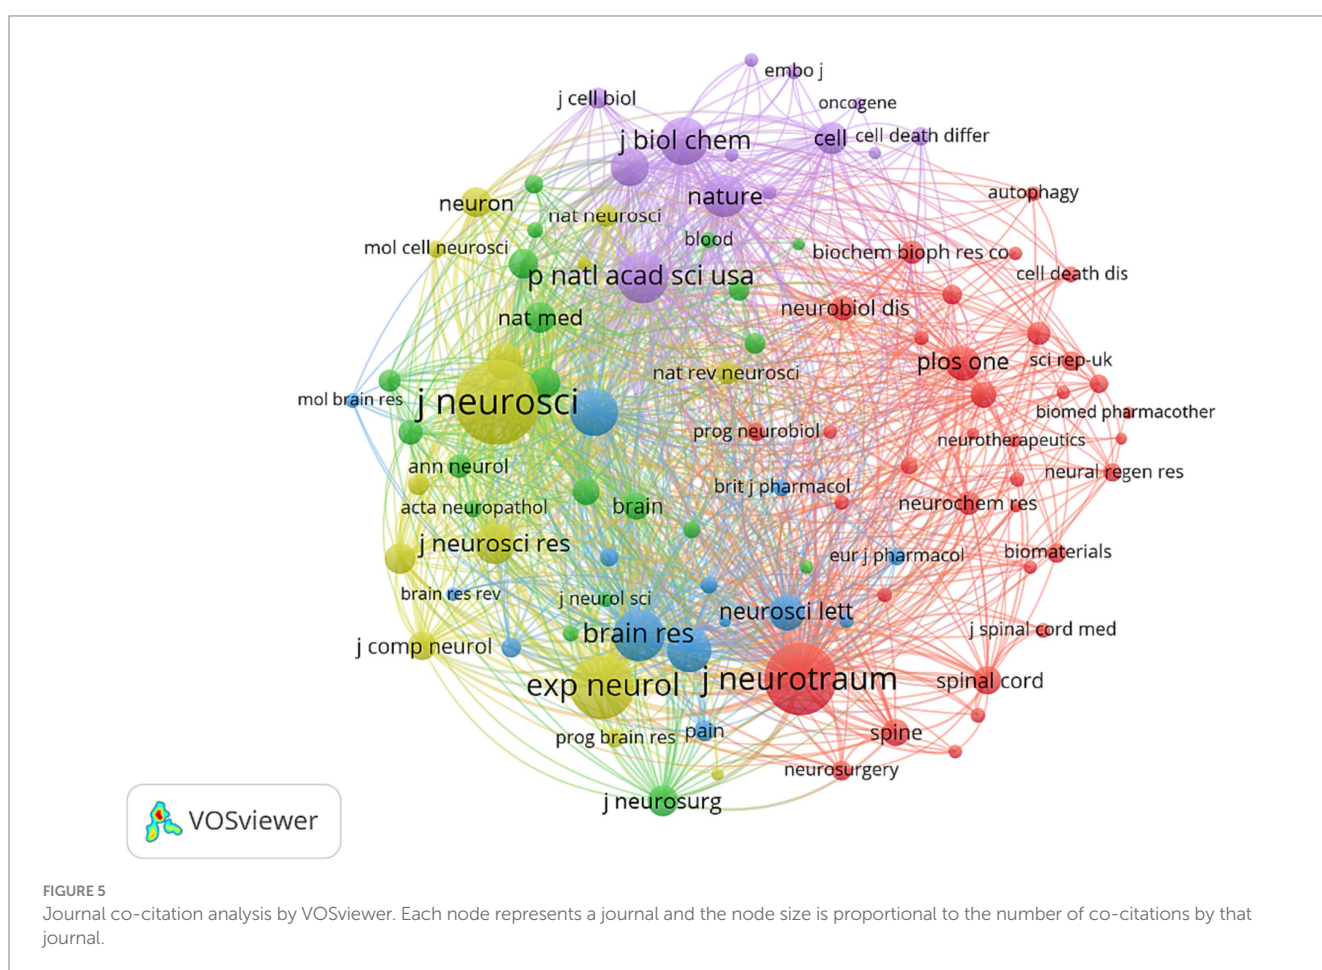 embo j
j cell biol
oncogene
j biol chem
cell
cell death differ
autophagy
nature
neuron
nat neurosci
blood
mol cell neurosci
biochem bioph res co
cell death dis
p natl acad sci usa
neurobiol dis
nat med
plos one
sci rep-uk
nat rev neurosci
mol brain res
j neurosci
biomed pharmacother
prog neurobiol
neurotherapeutics
ann neurol
neural regen res
brit j pharmacol
acta neuropathol
brain
neurochem res
j neurosci res
eur j pharmacol
biomaterials
brain res rev
j neurol sci
neurosci lett
brain res
j spinal cord med
j comp neurol
exp neurol
j neurotraum
spinal cord
prog brain res
pain
spine
neurosurgery
j neurosurg
VOSviewer
FIGURE 5
Journal co-citation analysis by VOSviewer. Each node represents a journal and the node size is proportional to the number of co-citations by that
journal.